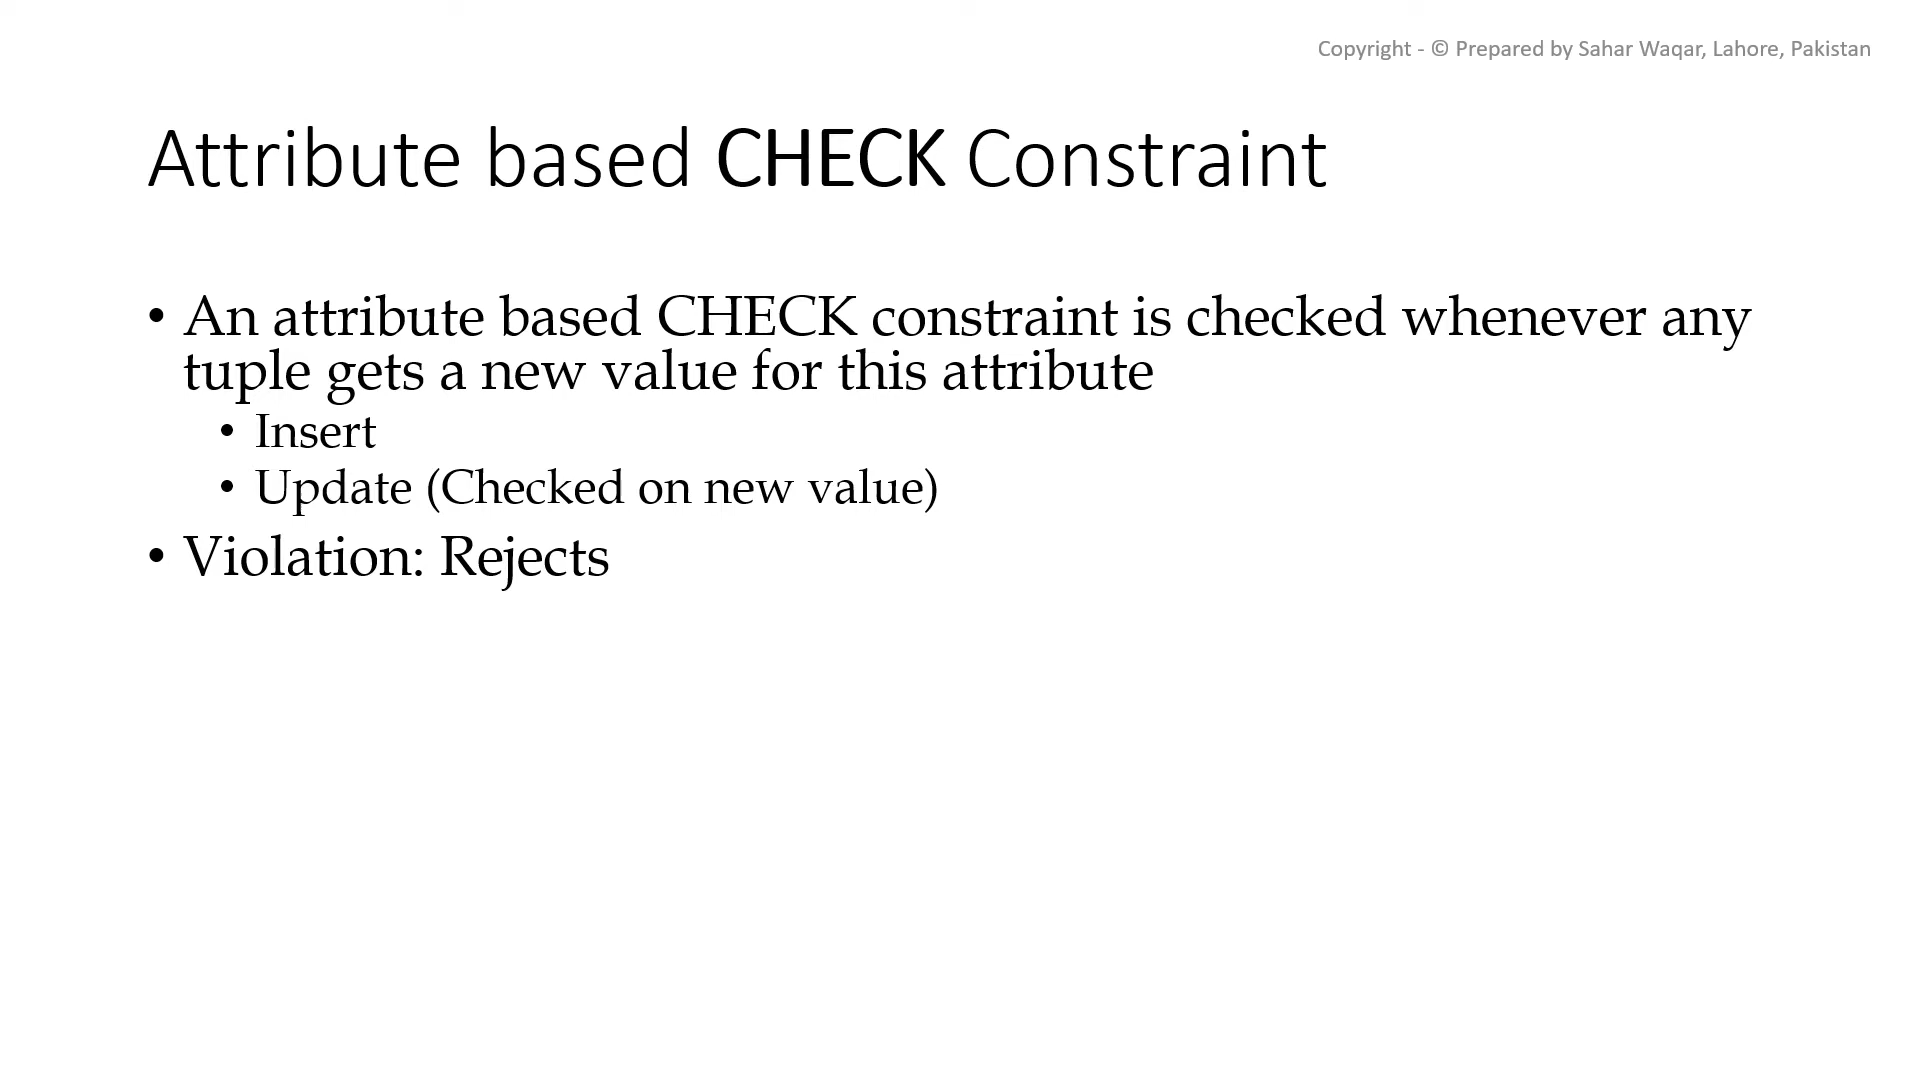 Copyright - © Prepared by Sahar Waqar, Lahore, Pakistan
Attribute based CHECK Constraint
• An attribute based CHECK constraint is checked whenever any
tuple gets a new value for this attribute
• Insert
• Update (Checked on new value)
• Violation: Rejects